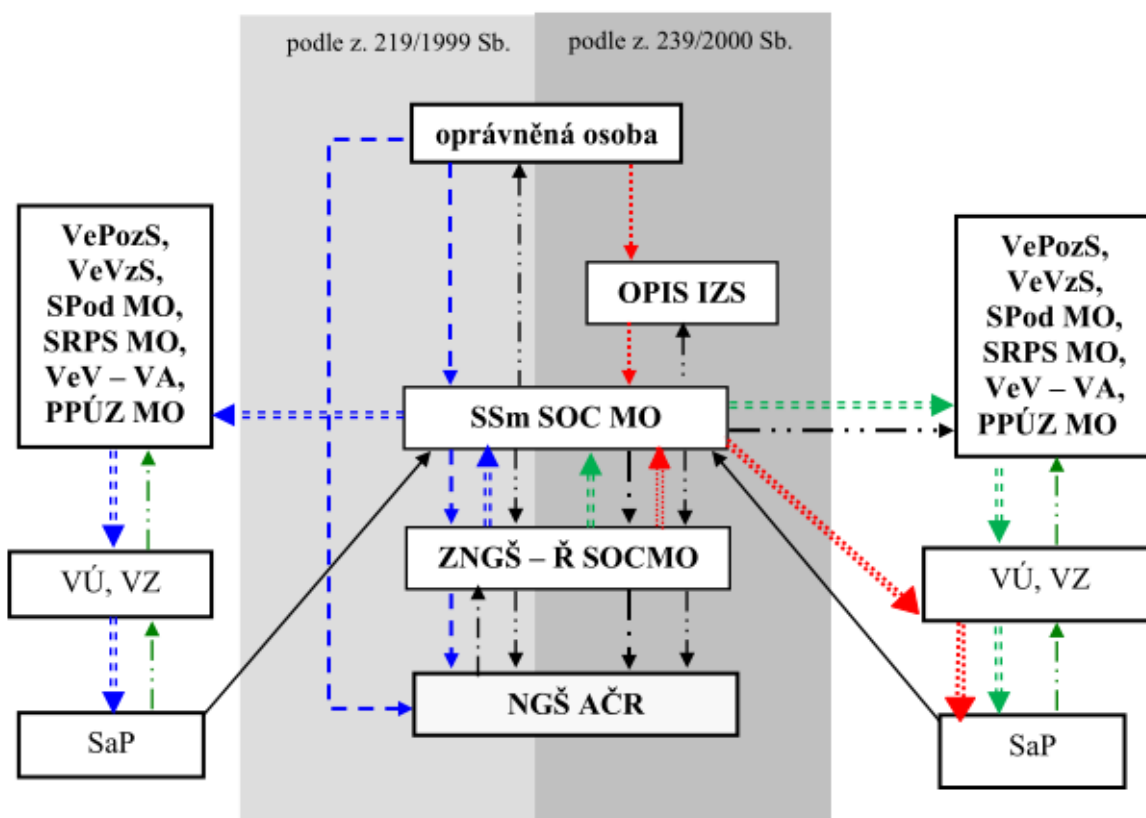 podle z. 219/1999 Sb.
podle z. 239/2000 Sb.
oprávněná osoba
VePozS,
VeVzS,
SPod MO,
SRPS MO,
VeV – VA,
PPÚZ MO
OPIS IZS
VePozS,
VeVzS,
SPod MO,
SRPS MO,
VeV – VA,
PPÚZ MO
SSm SOC MO
VÚ, VZ
ZNGŠ – Ř SOCMO
VÚ, VZ
SaP
NGŠ AČR
SaP